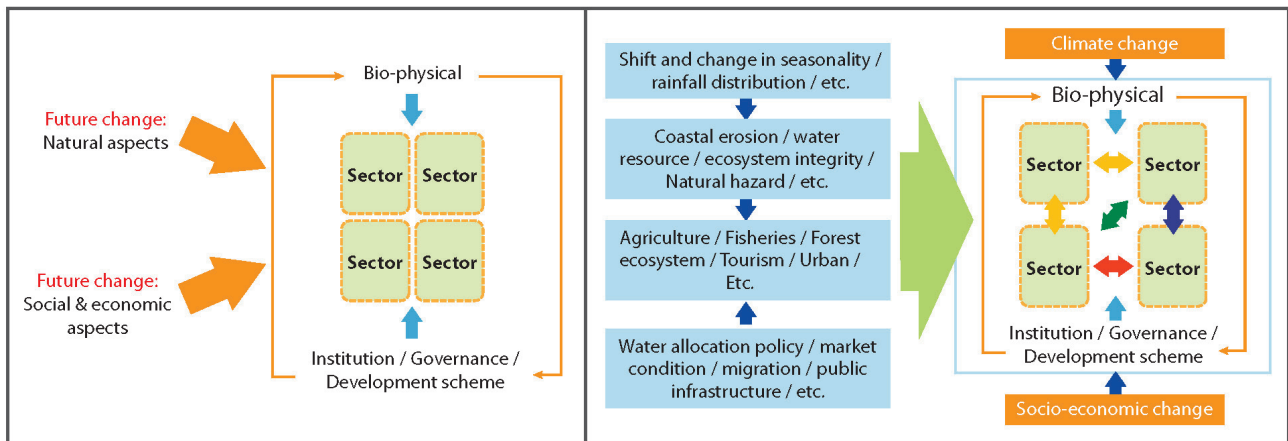 Bio-physical
Future change:
Natural aspects
Sector
Sector
Sector
Sector
Future change:
Social & economic
aspects
Institution / Governance /
Development scheme
Shift and change in seasonality /
rainfall distribution / etc.
Coastal erosion / water
resource / ecosystem integrity /
Natural hazard / etc.
Agriculture / Fisheries / Forest
ecosystem / Tourism / Urban /
Etc.
Water allocation policy / market
condition / migration / public
infrastructure / etc.
Climate change
Bio-physical
Sector
Sector
Sector
Sector
Institution / Governance /
Development scheme
Socio-economic change